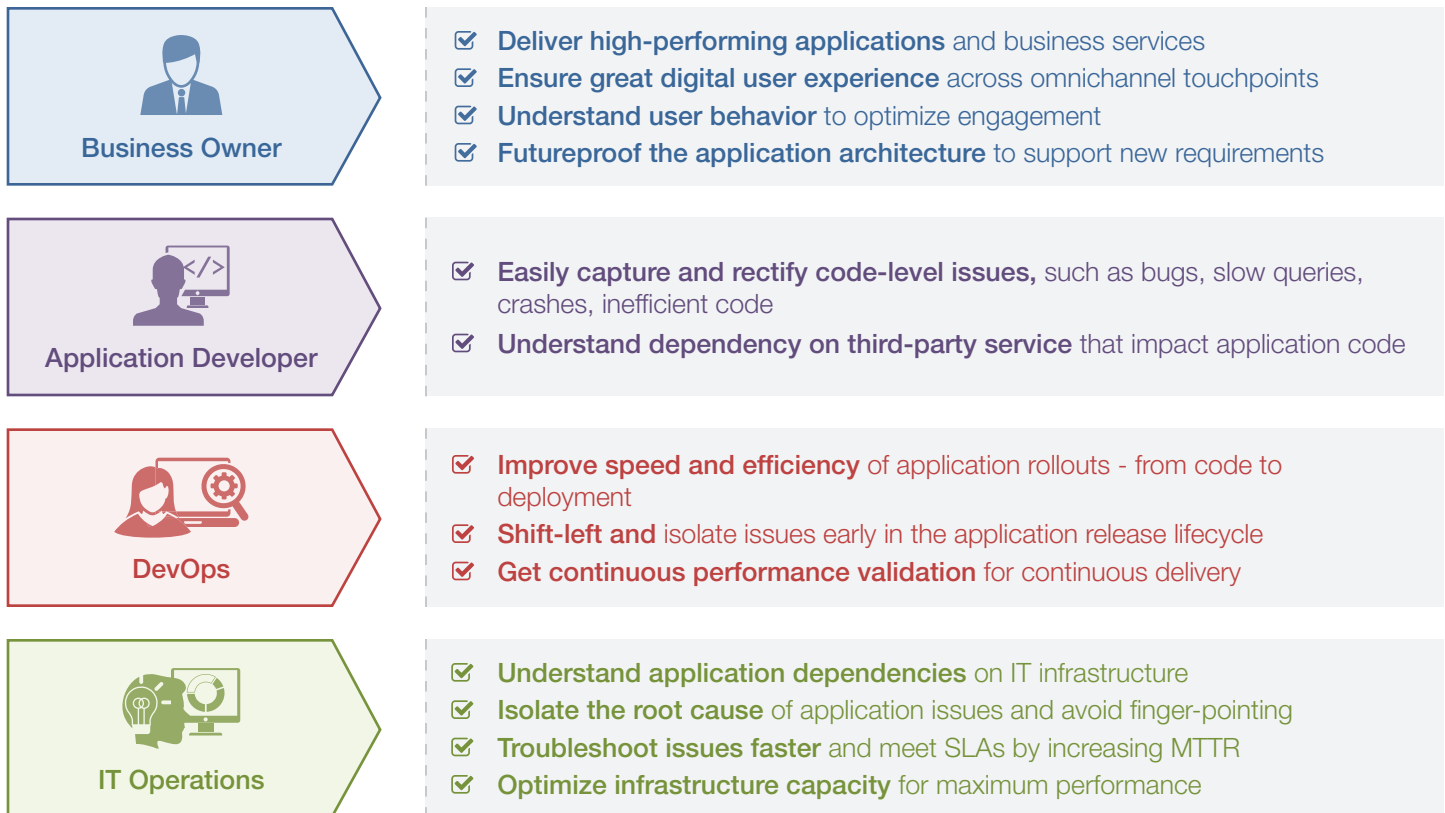 Business Owner
Deliver high-performing applications and business services
Ensure great digital user experience across omnichannel touchpoints
Understand user behavior to optimize engagement
Futureproof the application architecture to support new requirements
</>
Application Developer
Easily capture and rectify code-level issues, such as bugs, slow queries,
crashes, inefficient code
Understand dependency on third-party service that impact application code
DevOps
Improve speed and efficiency of application rollouts - from code to
deployment
Shift-left and isolate issues early in the application release lifecycle
Get continuous performance validation for continuous delivery
IT Operations
Understand application dependencies on IT infrastructure
Isolate the root cause of application issues and avoid finger-pointing
Troubleshoot issues faster and meet SLAs by increasing MTTR
Optimize infrastructure capacity for maximum performance